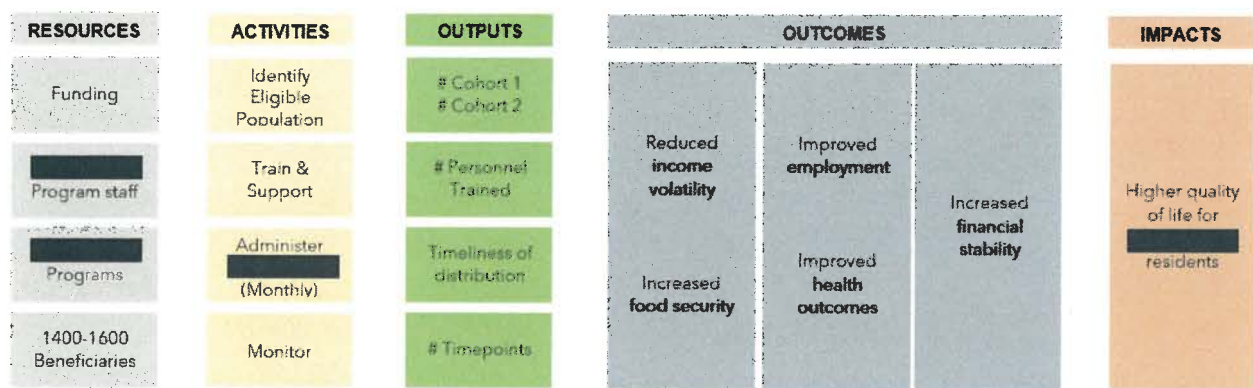 RESOURCES
Funding
Program staff
Programs
1400-1600
Beneficiaries
ACTIVITIES
Identify
Eligible
Population
Train &
Support
Administer
(Monthly)
Monitor
OUTPUTS
# Cohort 1
# Cohort 2
# Personnel
Trained
Timeliness of
distribution
# Timepoints
OUTCOMES
Reduced
income
volatility
Increased
food security
Improved
employment
Improved
health
outcomes
Increased
financial
stability
IMPACTS
Higher quality
of life for
residents